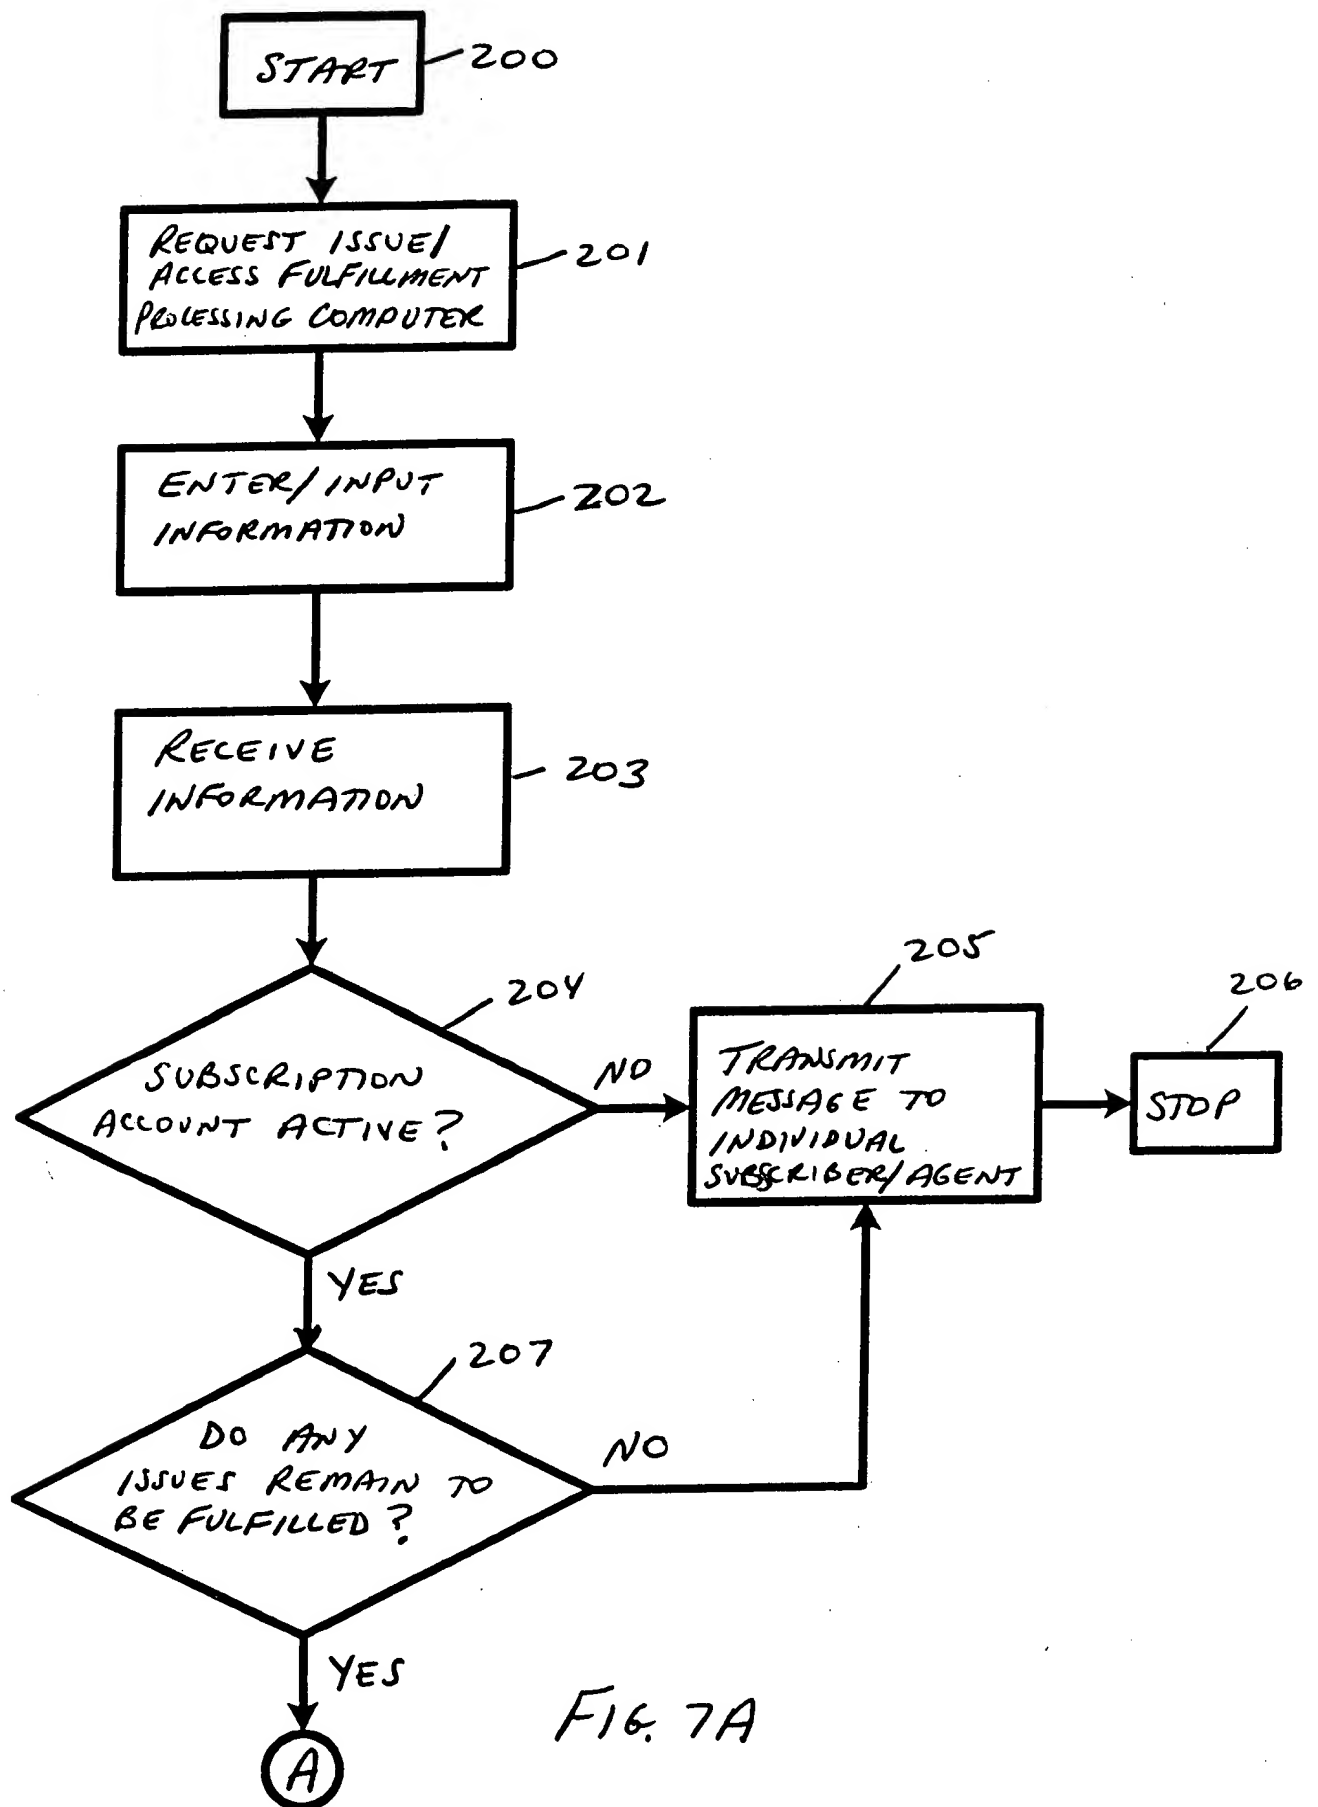 START
200
REQUEST ISSUE/
ACCESS FULFILLMENT
PROCESSING COMPUTER
201
ENTER/INPUT
INFORMATION
202
RECEIVE
INFORMATION
203
SUBSCRIPTION
ACCOUNT ACTIVE?
204
NO
TRANSMIT
MESSAGE TO
INDIVIDUAL
SUBSCRIBER/AGENT
205
STOP
206
YES
DO ANY
ISSUES REMAIN TO
BE FULFILLED?
207
NO
YES
A
FIG. 7A